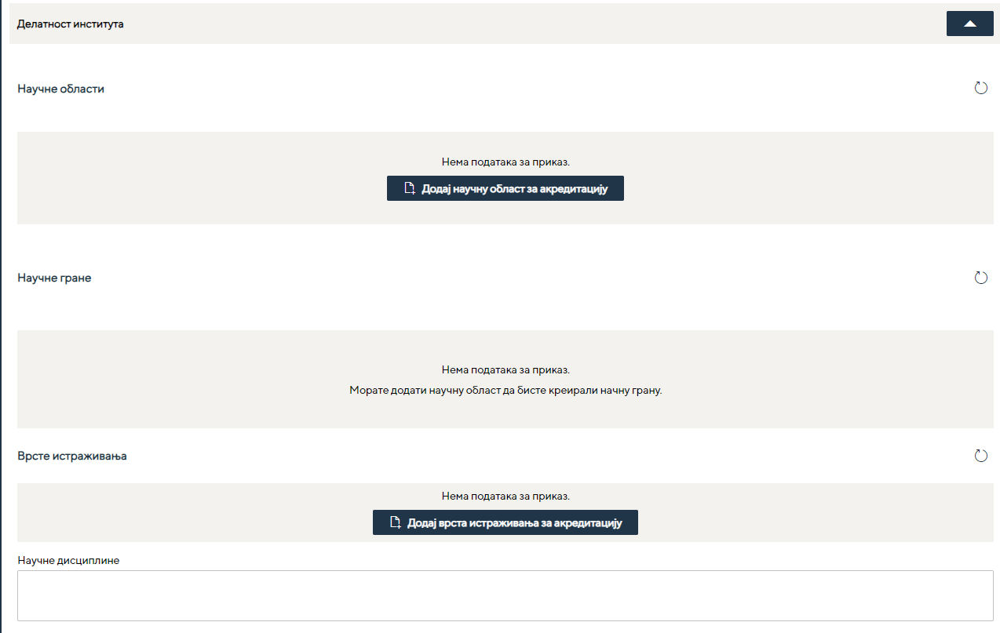 Делатност института
Научне области
Нема података за приказ.
Додај научну област за акредитацију
Научне гране
Нема података за приказ.
Морате додати научну област да бисте креирали начну грану.
Врсте истраживања
Нема података за приказ.
Додај врста истраживања за акредитацију
Научне дисциплине